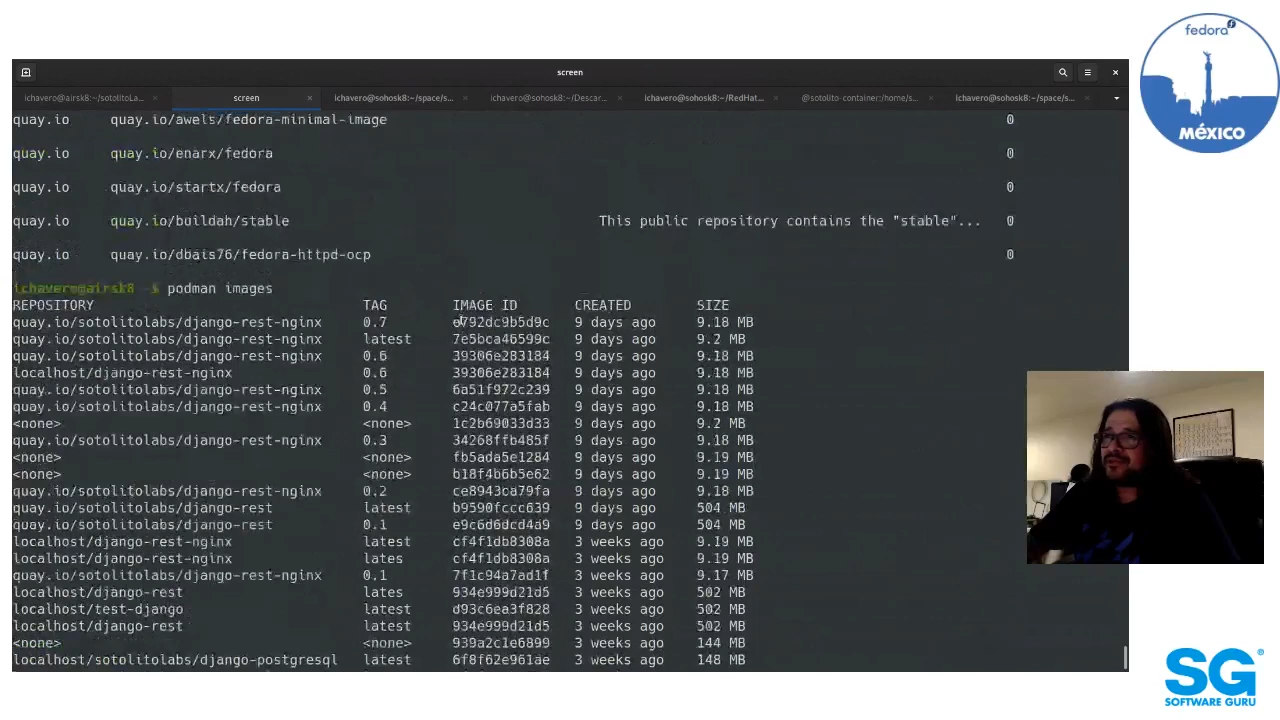 fedora
MÉXICO
screen
ichavero@airsk8:~/sotolitoLa... screen ichavero@sohosk8:~/space/s... ichavero@sohosk8:~/Descar... ichavero@sohosk8:~/RedHat... @sotolito-container:/home/s... ichavero@sohosk8:~/space/s...
quay.io quay.io/awels/fedora-minimal-image 0
quay.io quay.io/enarx/fedora 0
quay.io quay.io/startx/fedora 0
quay.io quay.io/buildah/stable This public repository contains the "stable"... 0
quay.io quay.io/dbais76/fedora-httpd-ocp 0
ichavero@airsk8 ~$ podman images
REPOSITORY TAG IMAGE ID CREATED SIZE
quay.io/sotolitolabs/django-rest-nginx 0.7 e792dc9b5d9c 9 days ago 9.18 MB
quay.io/sotolitolabs/django-rest-nginx latest 7e5bca46599c 9 days ago 9.2 MB
quay.io/sotolitolabs/django-rest-nginx 0.6 39306e283184 9 days ago 9.18 MB
localhost/django-rest-nginx 0.6 39306e283184 9 days ago 9.18 MB
quay.io/sotolitolabs/django-rest-nginx 0.5 6a51f972c239 9 days ago 9.18 MB
quay.io/sotolitolabs/django-rest-nginx 0.4 c24c077a5fab 9 days ago 9.18 MB
<none> <none> 1c2b69033d33 9 days ago 9.2 MB
quay.io/sotolitolabs/django-rest-nginx 0.3 34268ffb485f 9 days ago 9.18 MB
<none> <none> fb5ada5e1284 9 days ago 9.19 MB
<none> <none> b18f4b6b5e62 9 days ago 9.19 MB
quay.io/sotolitolabs/django-rest-nginx 0.2 ce8943ca79fa 9 days ago 9.18 MB
quay.io/sotolitolabs/django-rest latest b9590fccc639 9 days ago 504 MB
quay.io/sotolitolabs/django-rest 0.1 e9c6d6dcd4a9 9 days ago 504 MB
localhost/django-rest-nginx latest cf4f1db8308a 3 weeks ago 9.19 MB
localhost/django-rest-nginx lates cf4f1db8308a 3 weeks ago 9.19 MB
quay.io/sotolitolabs/django-rest-nginx 0.1 7f1c94a7ad1f 3 weeks ago 9.17 MB
localhost/django-rest lates 934e999d21d5 3 weeks ago 502 MB
localhost/test-django latest d93c6ea3f828 3 weeks ago 502 MB
localhost/django-rest latest 934e999d21d5 3 weeks ago 502 MB
<none> <none> 939a2c1e6899 3 weeks ago 144 MB
localhost/sotolitolabs/django-postgresql latest 6f8f62e961ae 3 weeks ago 148 MB
SG
SOFTWARE GURU